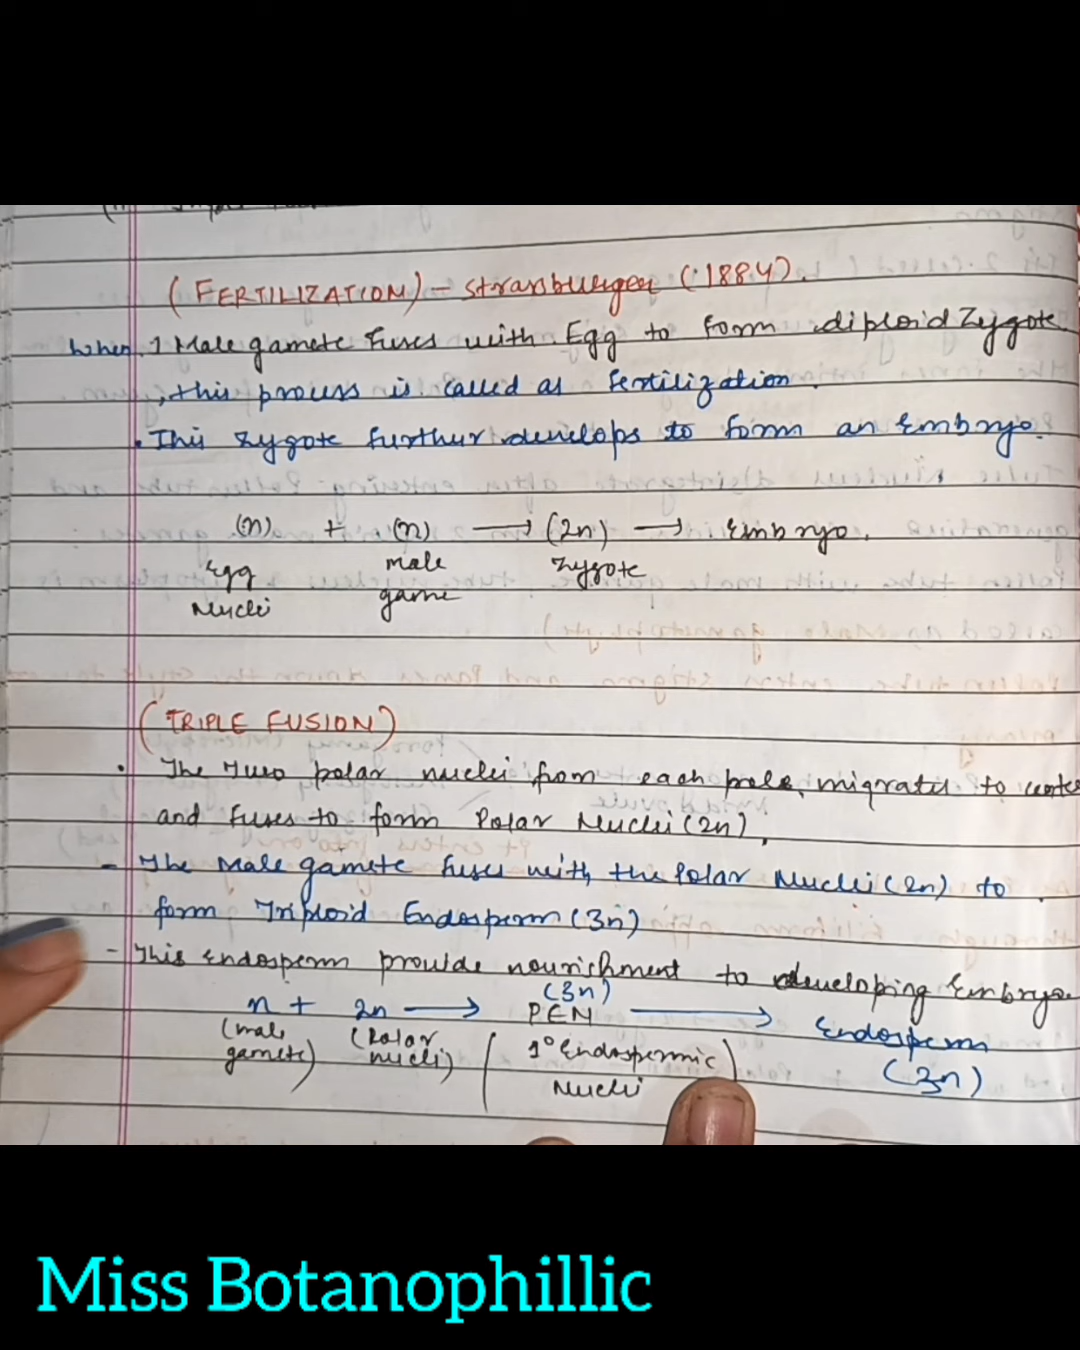 (FERTILIZATION) - Strasburger (1884).
When 1 Male gamete fuses with Egg to form diploid Zygote
, this process is called as fertilization.
• This Zygote further develops to form an Embryo.
(n) + (n) → (2n) → Embryo.
Egg male Zygote
Nuclei game
(TRIPLE FUSION)
• The Two polar nuclei from each pole, migrates to
and fuses to form Polar Nuclei (2n),
- The Male gamete fuses with the Polar Nuclei (2n) to
form Triploid Endosperm (3n)
- This endosperm provide nourishment to developing Embryo
(3n)
n + 2n → PEN → Endosperm
(male (Polar (1° Endospermic (3n)
gamete) nuclei) Nuclei)
Miss Botanophillic